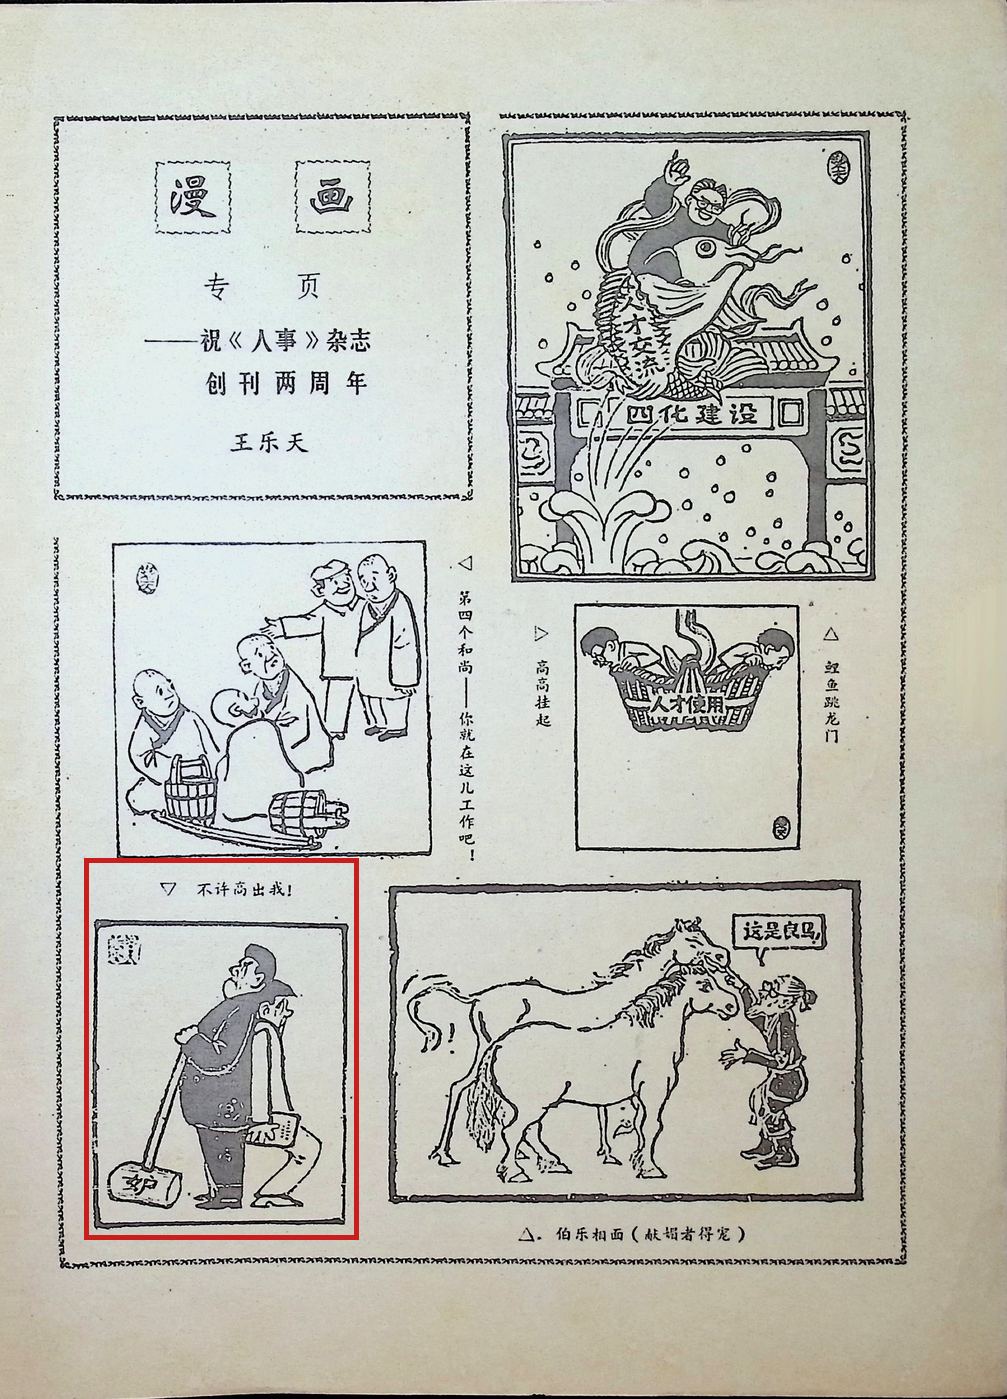 漫 画
专 页
——祝《人事》杂志
创刊两周年
王乐天
人才交流
四化建设
△ 鲤鱼跳龙门
◁ 第四个和尚——你就在这儿工作吧！
▷ 高高挂起
人才使用
▽ 不许高出我！
妒
这是良马，
△．伯乐相面（献媚者得宠）